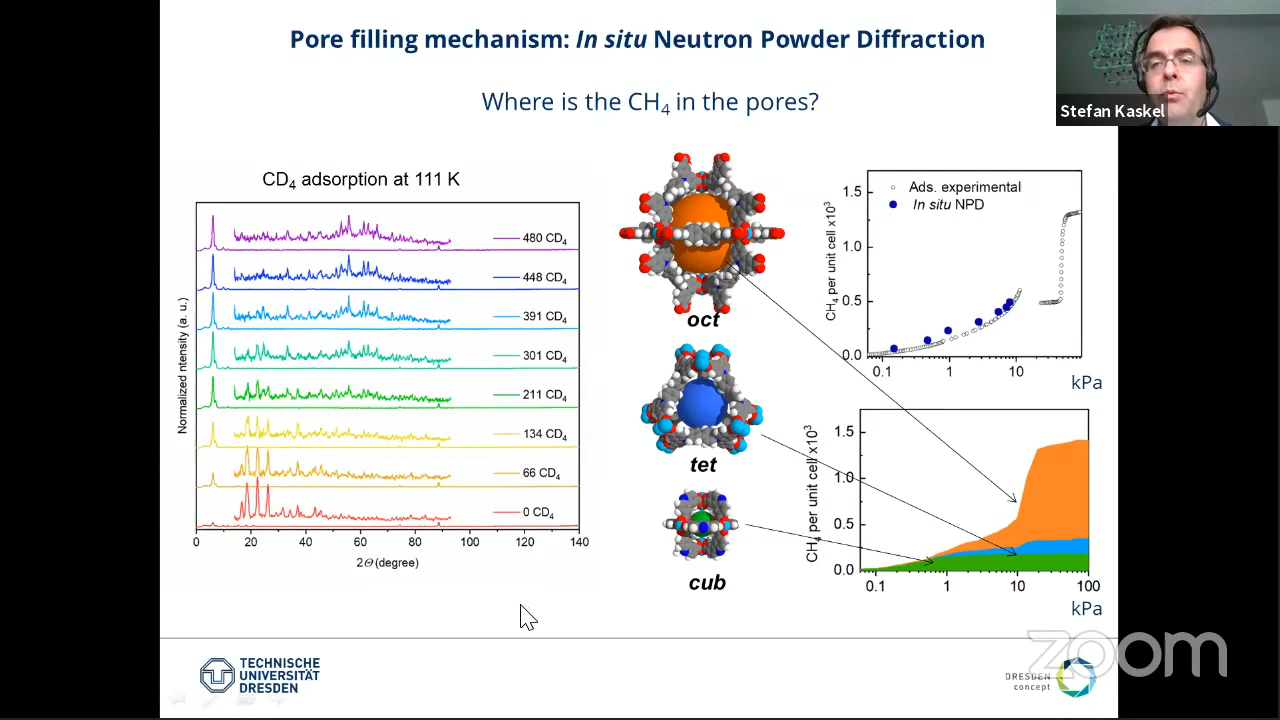 Pore filling mechanism: In situ Neutron Powder Diffraction
Where is the CH4 in the pores?
Stefan Kaskel
CD4 adsorption at 111 K
Normalized ntensity (a. u.)
480 CD4
448 CD4
391 CD4
301 CD4
211 CD4
134 CD4
66 CD4
0 CD4
0 20 40 60 80 100 120 140
2Θ (degree)
oct
tet
cub
CH4 per unit cell x10³
1.5
1.0
0.5
0.0
Ads. experimental
In situ NPD
0.1 1 10
kPa
CH4 per unit cell x10³
1.5
1.0
0.5
0.0
0.1 1 10 100
kPa
TECHNISCHE
UNIVERSITÄT
DRESDEN
DRESDEN
concept
zoom